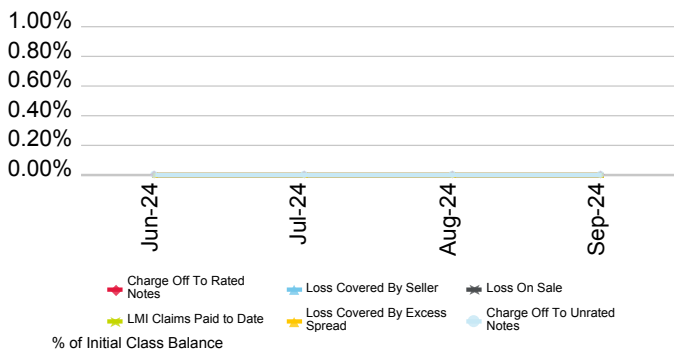 1.00%
0.80%
0.60%
0.40%
0.20%
0.00%
Jun-24
Jul-24
Aug-24
Sep-24
Charge Off To Rated
Notes
Loss Covered By Seller
Loss On Sale
LMI Claims Paid to Date
Loss Covered By Excess
Spread
Charge Off To Unrated
Notes
% of Initial Class Balance